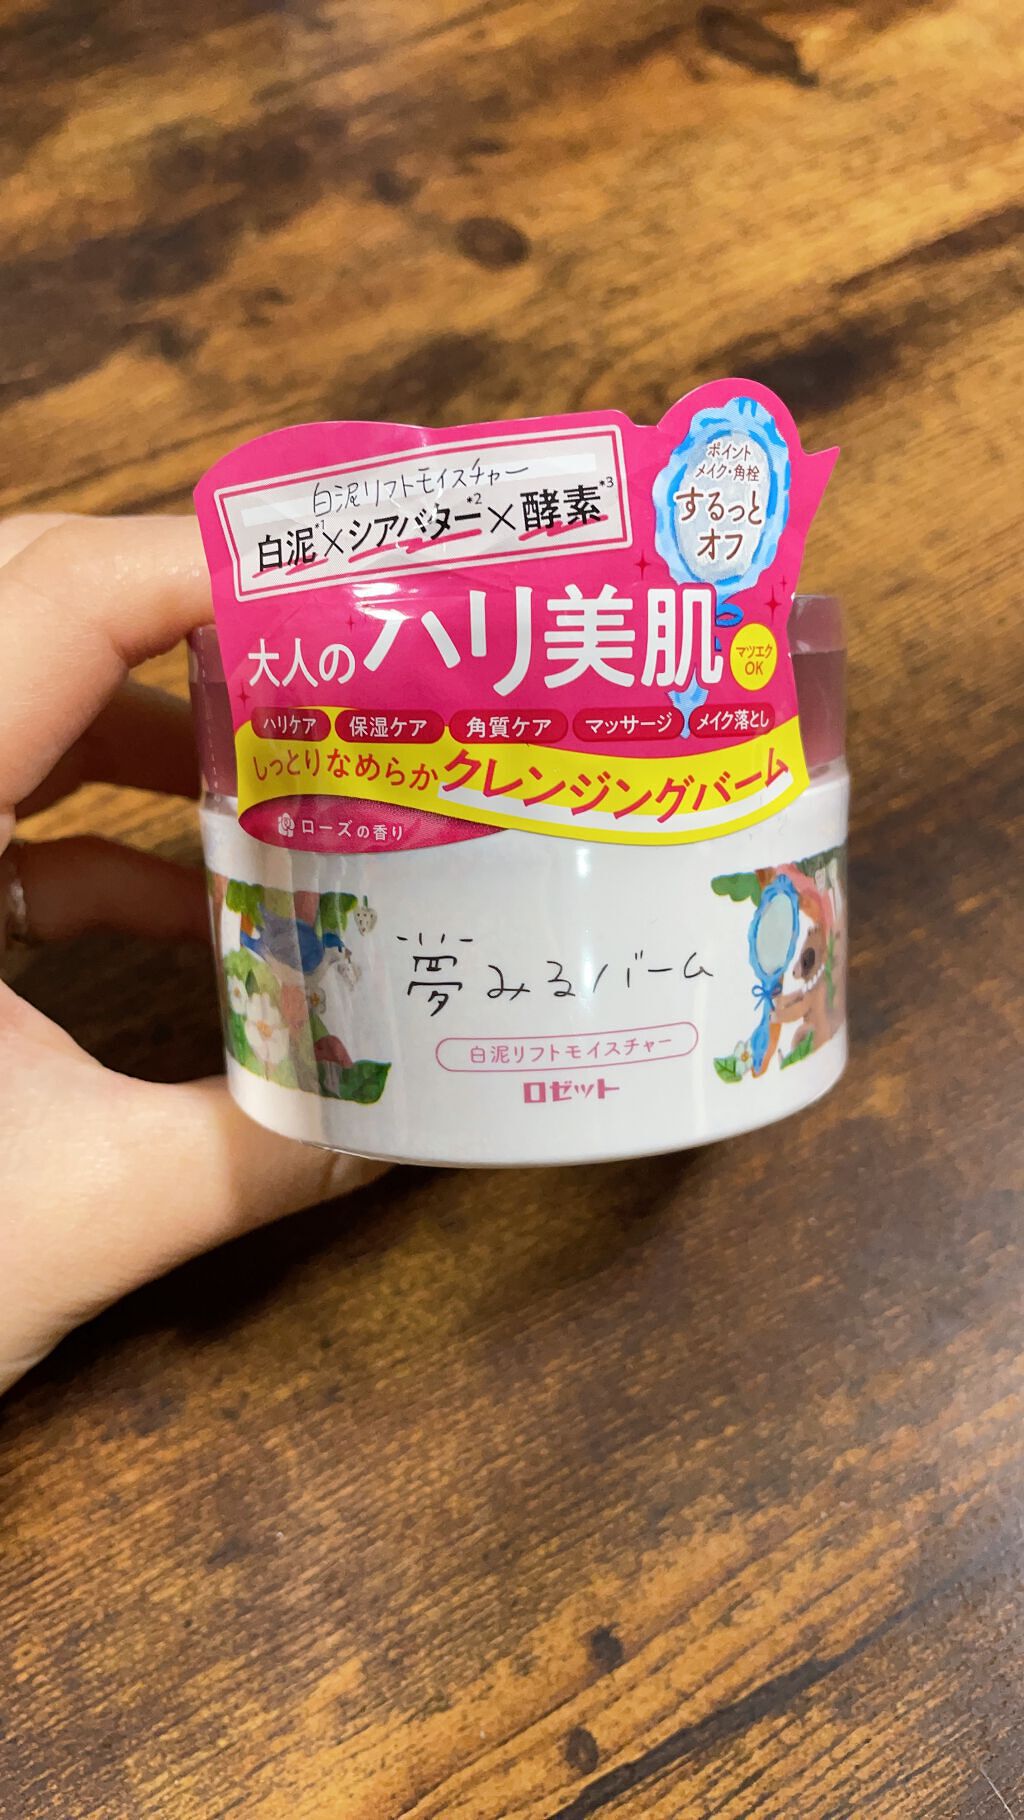 白泥リフトモイスチャー
白泥*1×シアバター*2×酵素*3
ポイント
メイク・角栓
するっと
オフ
大人のハリ美肌
マツエク
OK
ハリケア 保湿ケア 角質ケア マッサージ メイク落とし
しっとりなめらかクレンジングバーム
ローズの香り
夢みるバーム
白泥リフトモイスチャー
ロゼット